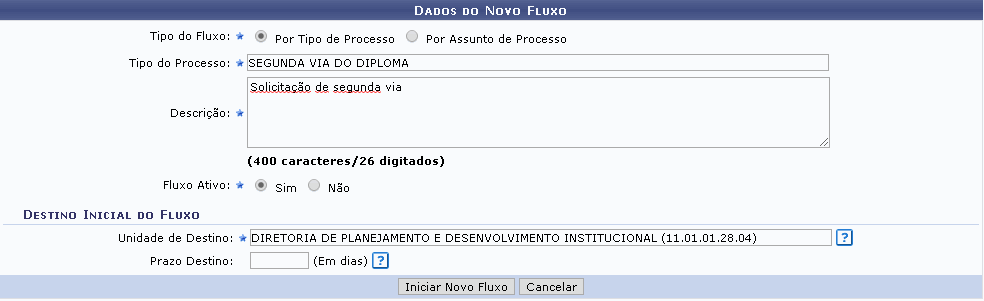 DADOS DO NOVO FLUXO
Tipo do Fluxo: Por Tipo de Processo Por Assunto de Processo
Tipo do Processo: SEGUNDA VIA DO DIPLOMA
Descrição: Solicitação de segunda via
(400 caracteres/26 digitados)
Fluxo Ativo: Sim Não
DESTINO INICIAL DO FLUXO
Unidade de Destino: DIRETORIA DE PLANEJAMENTO E DESENVOLVIMENTO INSTITUCIONAL (11.01.01.28.04) ?
Prazo Destino: (Em dias) ?
Iniciar Novo Fluxo Cancelar